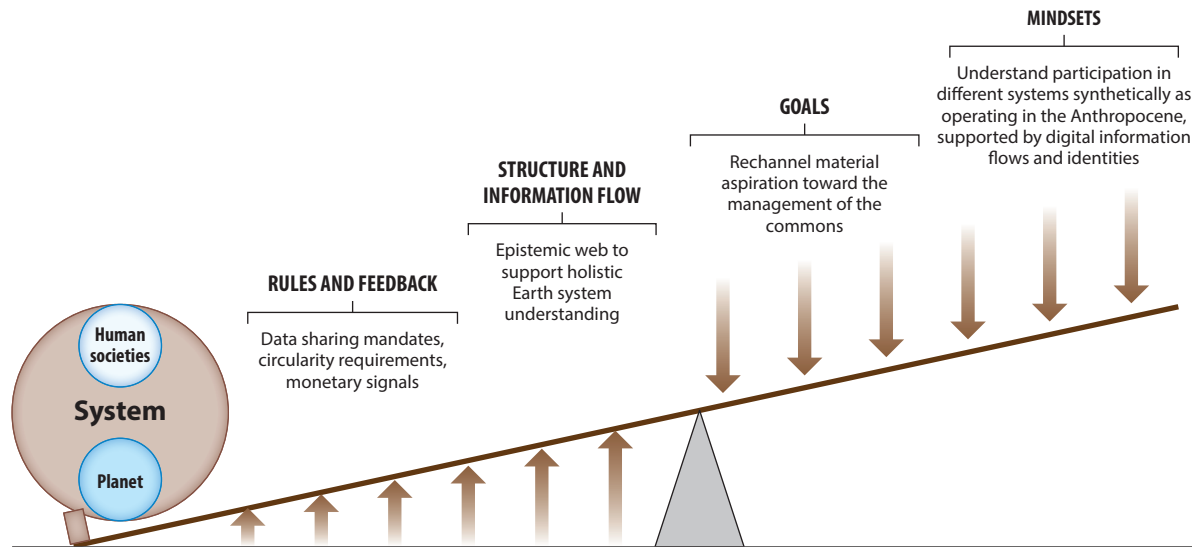 MINDSETS
Understand participation in
different systems synthetically as
operating in the Anthropocene,
supported by digital information
flows and identities
GOALS
Rechannel material
aspiration toward the
management of the
commons
STRUCTURE AND
INFORMATION FLOW
Epistemic web to
support holistic
Earth system
understanding
RULES AND FEEDBACK
Data sharing mandates,
circularity requirements,
monetary signals
Human
societies
System
Planet